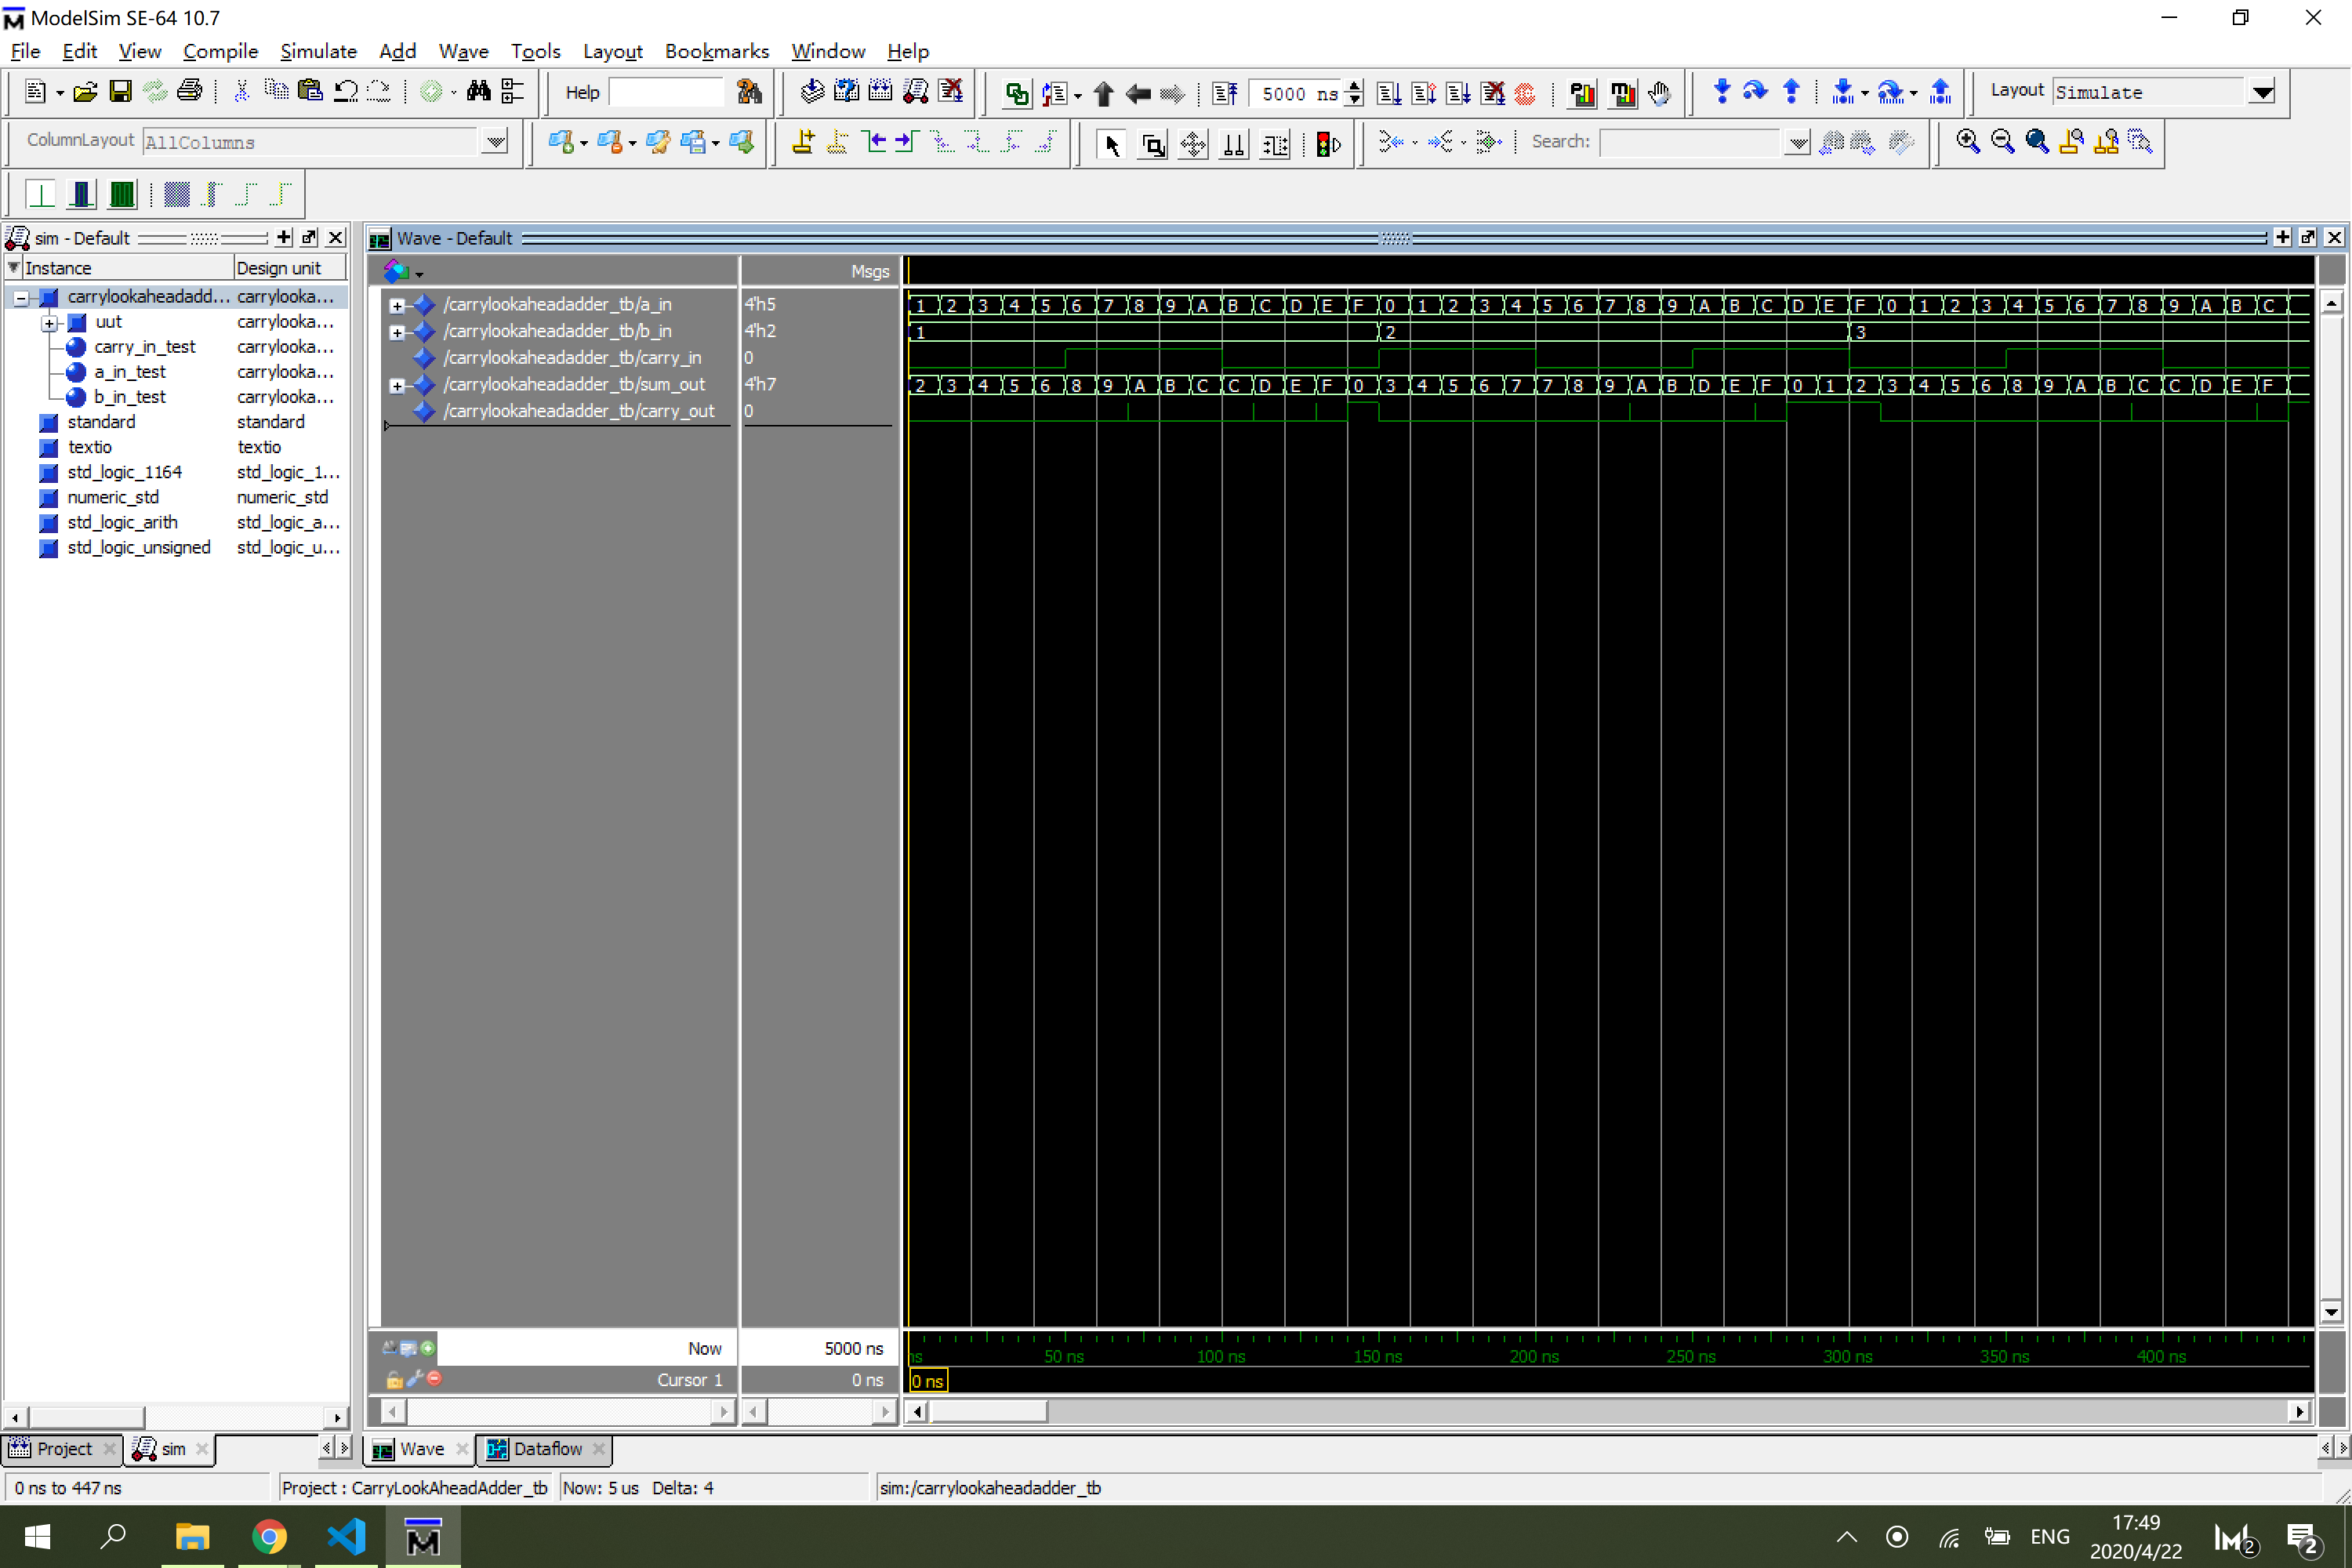 ModelSim SE-64 10.7
File Edit View Compile Simulate Add Wave Tools Layout Bookmarks Window Help
Help 5000 ns Layout Simulate
ColumnLayout AllColumns Search:
sim - Default
Instance Design unit
carrylookaheadadd... carrylooka...
uut carrylooka...
carry_in_test carrylooka...
a_in_test carrylooka...
b_in_test carrylooka...
standard standard
textio textio
std_logic_1164 std_logic_1...
numeric_std numeric_std
std_logic_arith std_logic_a...
std_logic_unsigned std_logic_u...
Wave - Default
Msgs
/carrylookaheadadder_tb/a_in 4'h5 1 2 3 4 5 6 7 8 9 A B C D E F 0 1 2 3 4 5 6 7 8 9 A B C D E F 0 1 2 3 4 5 6 7 8 9 A B C
/carrylookaheadadder_tb/b_in 4'h2 1 2 3
/carrylookaheadadder_tb/carry_in 0
/carrylookaheadadder_tb/sum_out 4'h7 2 3 4 5 6 8 9 A B C C D E F 0 3 4 5 6 7 7 8 9 A B D E F 0 1 2 3 4 5 6 8 9 A B C C D E F
/carrylookaheadadder_tb/carry_out 0
Now 5000 ns ns 50 ns 100 ns 150 ns 200 ns 250 ns 300 ns 350 ns 400 ns
Cursor 1 0 ns 0 ns
Project sim Wave Dataflow
0 ns to 447 ns Project : CarryLookAheadAdder_tb Now: 5 us Delta: 4 sim:/carrylookaheadadder_tb
ENG 17:49
2020/4/22
2 2